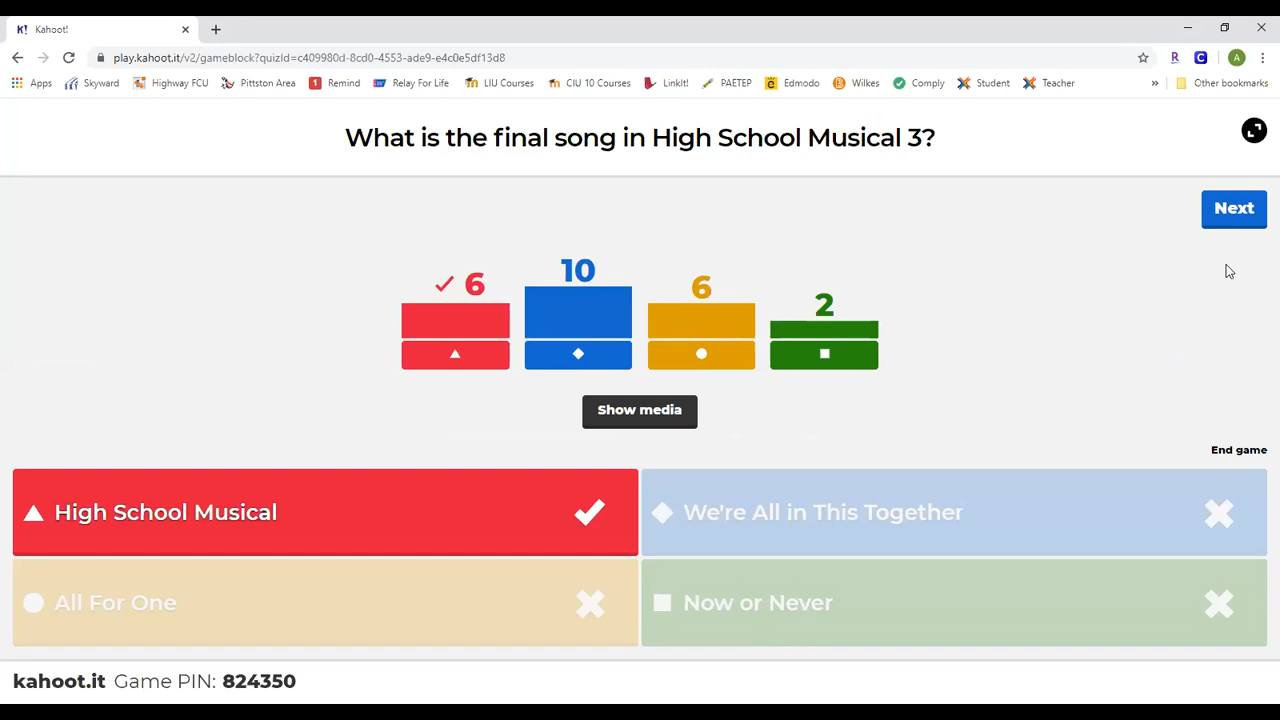 K! Kahoot!
play.kahoot.it/v2/gameblock?quizId=c409980d-8cd0-4553-ade9-e4c0e5df13d8
R C A
Apps Skyward Highway FCU Pittston Area 1 Remind Relay For Life LIU Courses CIU 10 Courses LinkIt! PAETEP Edmodo Wilkes Comply Student Teacher » Other bookmarks
What is the final song in High School Musical 3?
Next
6 10 6 2
Show media
End game
High School Musical
We're All in This Together
All For One
Now or Never
kahoot.it Game PIN: 824350